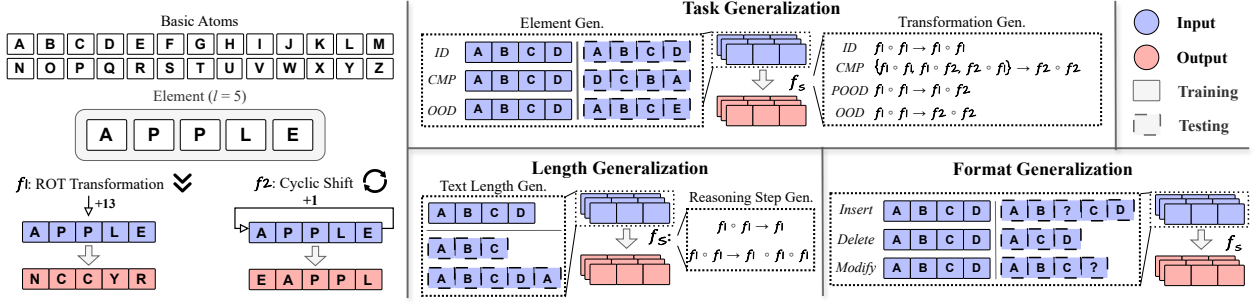 Basic Atoms
A B C D E F G H I J K L M
N O P Q R S T U V W X Y Z
Element (l = 5)
A P P L E
f1: ROT Transformation
+13
A P P L E
N C C Y R
f2: Cyclic Shift
+1
A P P L E
E A P P L
Task Generalization
Element Gen.
ID A B C D A B C D
CMP A B C D D C B A
OOD A B C D A B C E
fs
Transformation Gen.
ID f1 ∘ f1 → f1 ∘ f1
CMP {f1 ∘ f1, f1 ∘ f2, f2 ∘ f1} → f2 ∘ f2
POOD f1 ∘ f1 → f1 ∘ f2
OOD f1 ∘ f1 → f2 ∘ f2
Input
Output
Training
Testing
Length Generalization
Text Length Gen.
A B C D
A B C
A B C D A
fs:
Reasoning Step Gen.
f1 ∘ f1 → f1
f1 ∘ f1 → f1 ∘ f1 ∘ f1
Format Generalization
Insert A B C D A B ? C D
Delete A B C D A C D
Modify A B C D A B C ?
fs